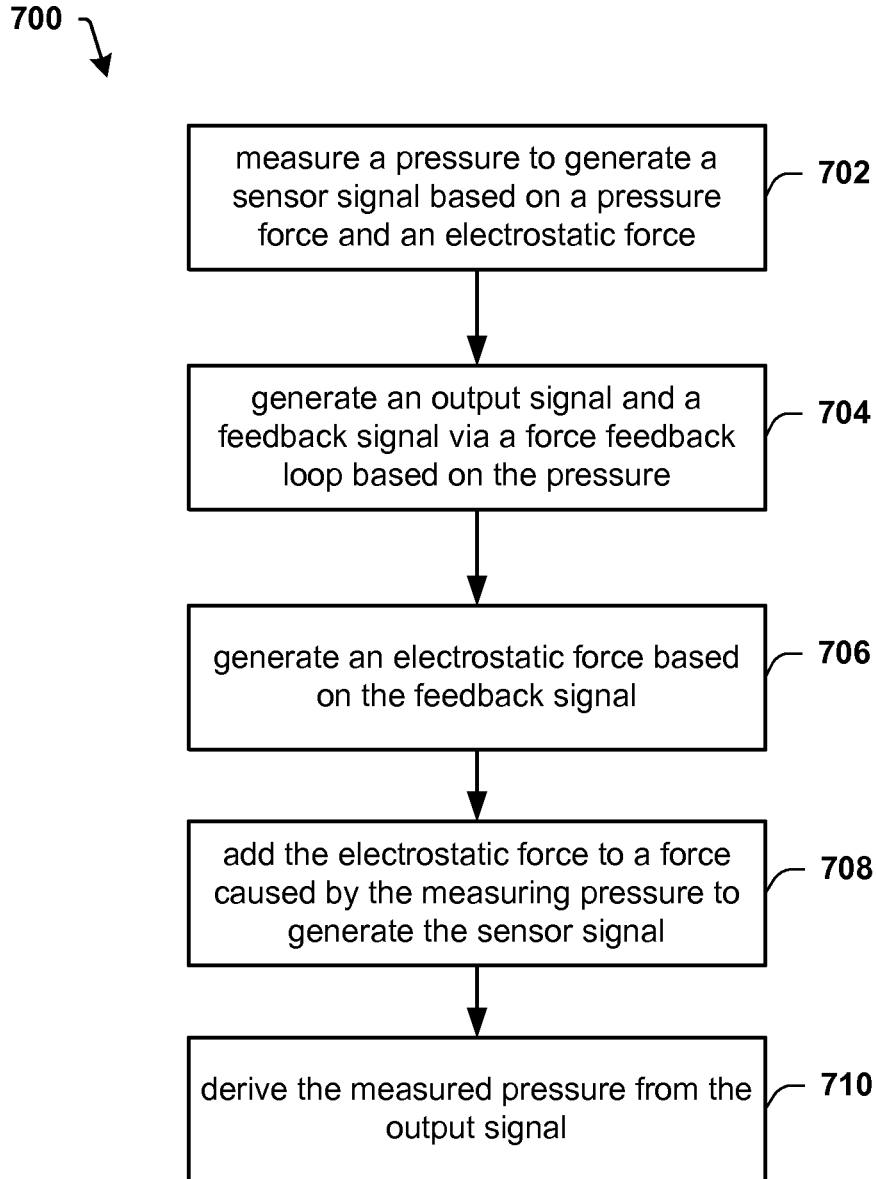 700
measure a pressure to generate a
sensor signal based on a pressure
force and an electrostatic force
702
generate an output signal and a
feedback signal via a force feedback
loop based on the pressure
704
generate an electrostatic force based
on the feedback signal
706
add the electrostatic force to a force
caused by the measuring pressure to
generate the sensor signal
708
derive the measured pressure from the
output signal
710